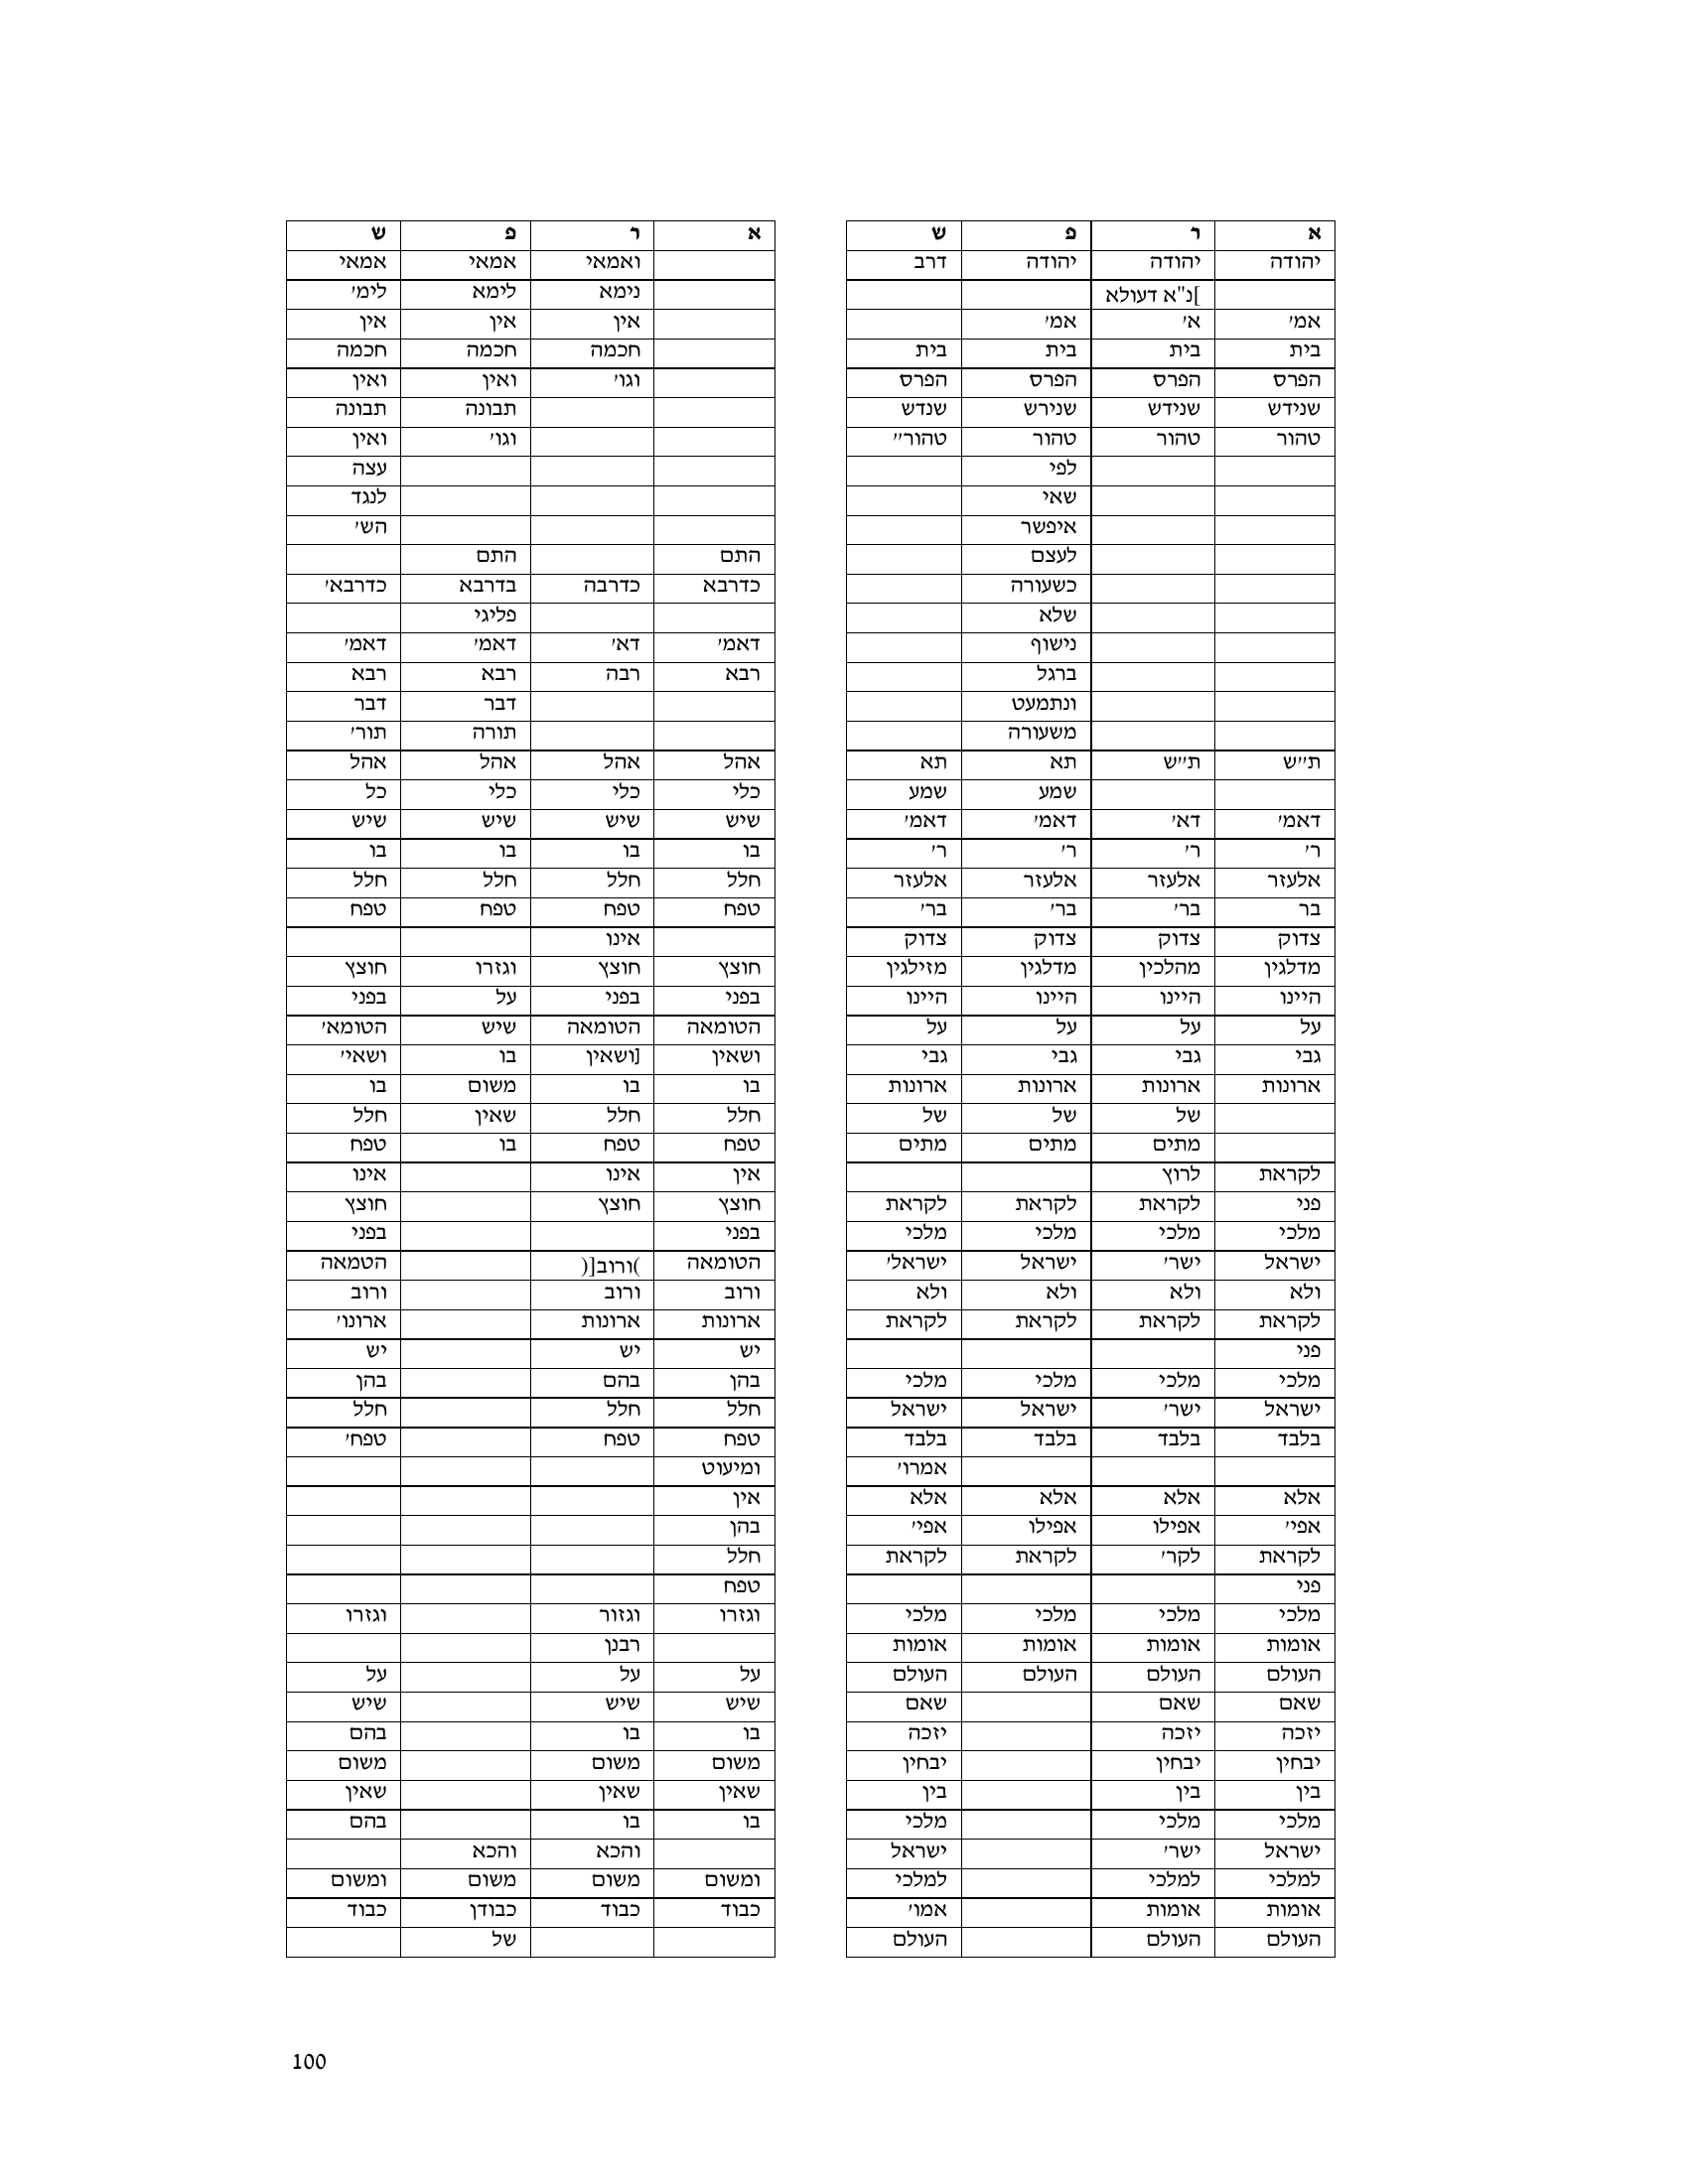 א ר פ ש
יהודה יהודה יהודה דרב
]נ"א דעולא
אמ׳ א׳ אמ׳
בית בית בית בית
הפרס הפרס הפרס הפרס
שנידש שנידש שנירש שנדש
טהור טהור טהור טהור״
לפי
שאי
איפשר
לעצם
כשעורה
שלא
נישוף
ברגל
ונתמעט
משעורה
ת״ש ת״ש תא תא
שמע שמע
דאמ׳ דא׳ דאמ׳ דאמ׳
ר׳ ר׳ ר׳ ר׳
אלעזר אלעזר אלעזר אלעזר
בר בר׳ בר׳ בר׳
צדוק צדוק צדוק צדוק
מדלגין מהלכין מדלגין מזילגין
היינו היינו היינו היינו
על על על על
גבי גבי גבי גבי
ארונות ארונות ארונות ארונות
של של של
מתים מתים מתים
לקראת לרוץ
פני לקראת לקראת לקראת
מלכי מלכי מלכי מלכי
ישראל ישר׳ ישראל ישראל׳
ולא ולא ולא ולא
לקראת לקראת לקראת לקראת
פני
מלכי מלכי מלכי מלכי
ישראל ישר׳ ישראל ישראל
בלבד בלבד בלבד בלבד
אמרו׳
אלא אלא אלא אלא
אפי׳ אפילו אפילו אפי׳
לקראת לקר׳ לקראת לקראת
פני
מלכי מלכי מלכי מלכי
אומות אומות אומות אומות
העולם העולם העולם העולם
שאם שאם שאם
יזכה יזכה יזכה
יבחין יבחין יבחין
בין בין בין
מלכי מלכי מלכי
ישראל ישר׳ ישראל
למלכי למלכי למלכי
אומות אומות אמו׳
העולם העולם העולם
א ר פ ש
ואמאי אמאי אמאי
נימא לימא לימ׳
אין אין אין
חכמה חכמה חכמה
וגו׳ ואין ואין
תבונה תבונה
וגו׳ ואין
עצה
לנגד
הש׳
התם התם
כדרבא כדרבה בדרבא כדרבא׳
פליגי
דאמ׳ דא׳ דאמ׳ דאמ׳
רבא רבה רבא רבא
דבר דבר
תורה תור׳
אהל אהל אהל אהל
כלי כלי כלי כל
שיש שיש שיש שיש
בו בו בו בו
חלל חלל חלל חלל
טפח טפח טפח טפח
אינו
חוצץ חוצץ וגזרו חוצץ
בפני בפני על בפני
הטומאה הטומאה שיש הטומא׳
ושאין [ושאין בו ושאי׳
בו בו משום בו
חלל חלל שאין חלל
טפח טפח בו טפח
אין אינו אינו
חוצץ חוצץ חוצץ
בפני בפני
הטומאה )ורוב[( הטמאה
ורוב ורוב ורוב
ארונות ארונות ארונו׳
יש יש יש
בהן בהם בהן
חלל חלל חלל
טפח טפח טפח׳
ומיעוט
אין
בהן
חלל
טפח
וגזרו וגזור וגזרו
רבנן
על על על
שיש שיש שיש
בו בו בהם
משום משום משום
שאין שאין שאין
בו בו בהם
והכא והכא
ומשום משום משום ומשום
כבוד כבוד כבודן כבוד
של
100